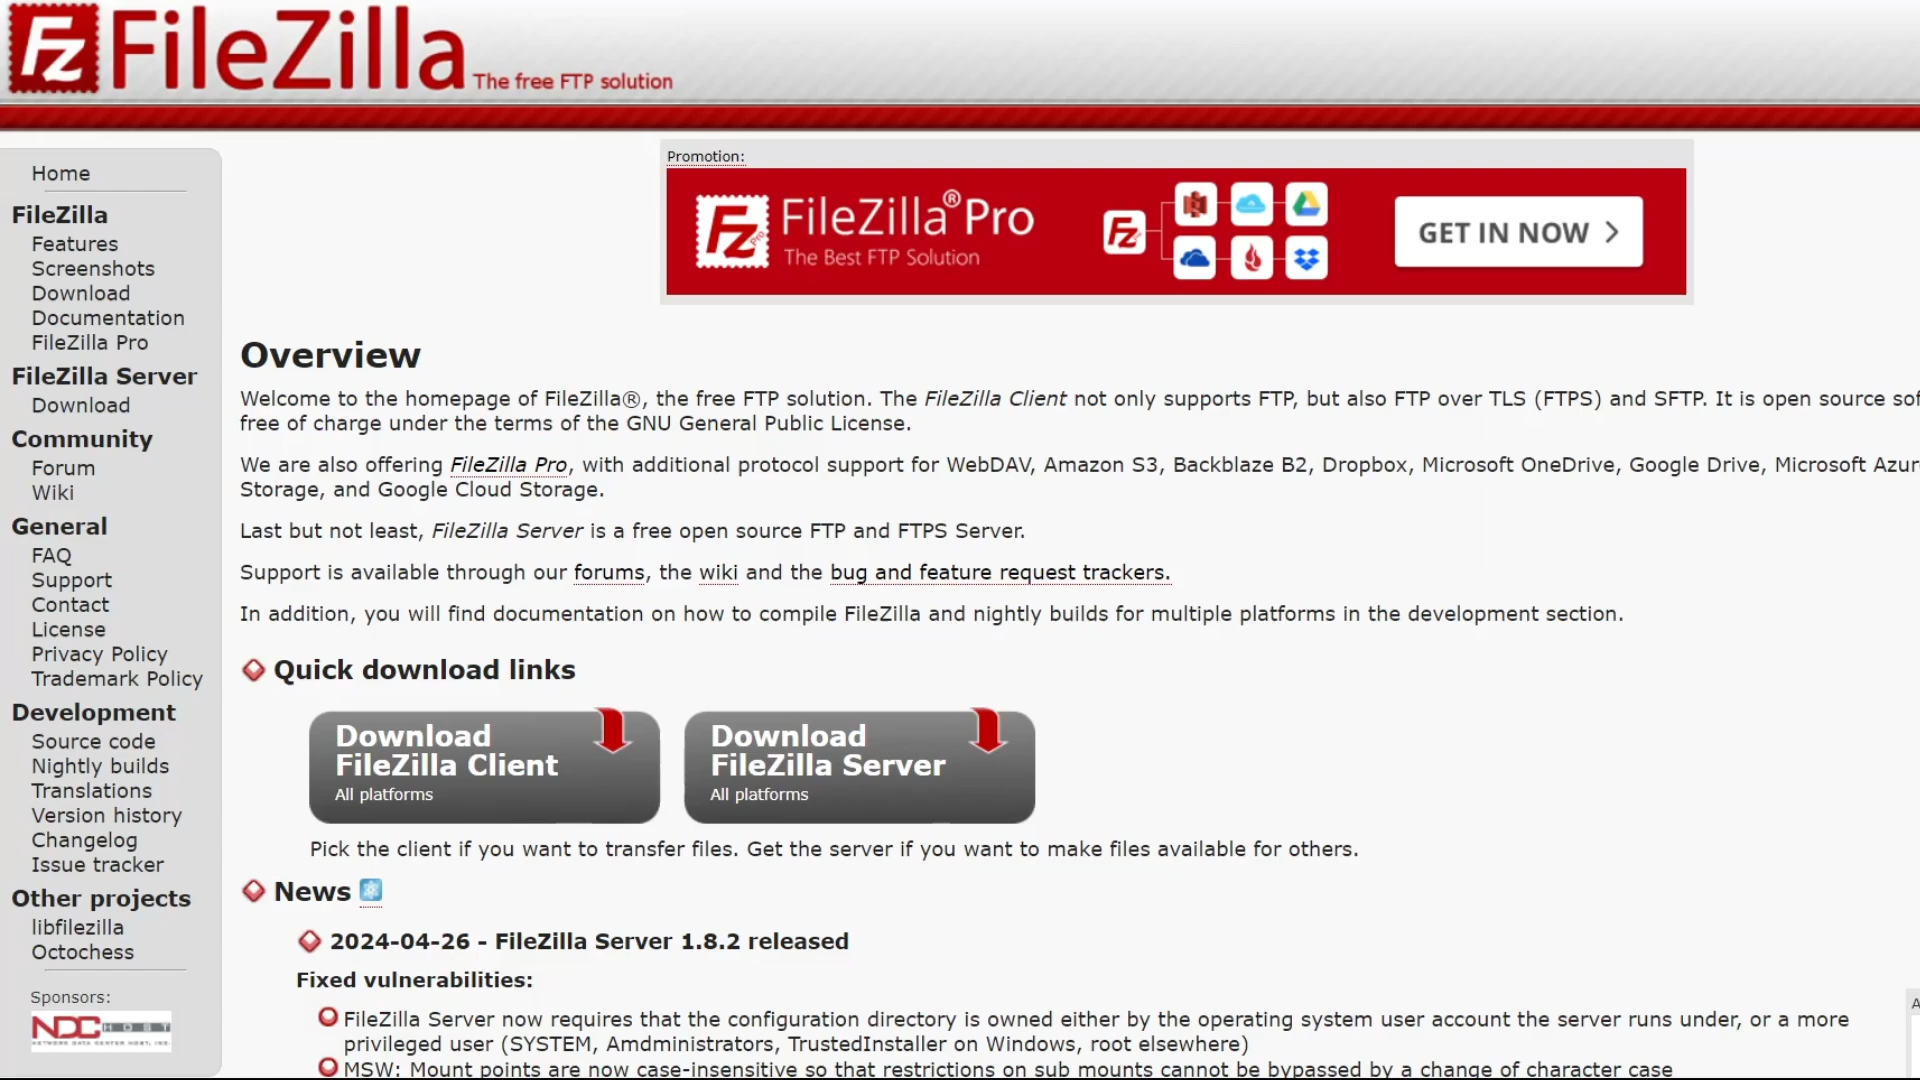 FileZilla The free FTP solution
Home
FileZilla
Features
Screenshots
Download
Documentation
FileZilla Pro
FileZilla Server
Download
Community
Forum
Wiki
General
FAQ
Support
Contact
License
Privacy Policy
Trademark Policy
Development
Source code
Nightly builds
Translations
Version history
Changelog
Issue tracker
Other projects
libfilezilla
Octochess
Sponsors:
NDC HOST
NETWORK DATA CENTER HOST, INC.
Promotion:
FileZilla® Pro
The Best FTP Solution
GET IN NOW
Overview
Welcome to the homepage of FileZilla®, the free FTP solution. The FileZilla Client not only supports FTP, but also FTP over TLS (FTPS) and SFTP. It is open source
free of charge under the terms of the GNU General Public License.
We are also offering FileZilla Pro, with additional protocol support for WebDAV, Amazon S3, Backblaze B2, Dropbox, Microsoft OneDrive, Google Drive, Microsoft
Storage, and Google Cloud Storage.
Last but not least, FileZilla Server is a free open source FTP and FTPS Server.
Support is available through our forums, the wiki and the bug and feature request trackers.
In addition, you will find documentation on how to compile FileZilla and nightly builds for multiple platforms in the development section.
Quick download links
Download
FileZilla Client
All platforms
Download
FileZilla Server
All platforms
Pick the client if you want to transfer files. Get the server if you want to make files available for others.
News
2024-04-26 - FileZilla Server 1.8.2 released
Fixed vulnerabilities:
FileZilla Server now requires that the configuration directory is owned either by the operating system user account the server runs under, or a more
privileged user (SYSTEM, Amdministrators, TrustedInstaller on Windows, root elsewhere)
MSW: Mount points are now case-insensitive so that restrictions on sub mounts cannot be bypassed by a change of character case